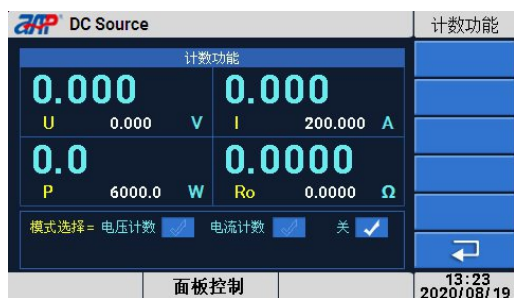 AAP DC Source 计数功能
计数功能
0.000 0.000
U 0.000 V I 200.000 A
0.0 0.0000
P 6000.0 W Ro 0.0000 Ω
模式选择= 电压计数 电流计数 关
面板控制 13:23
2020/08/19